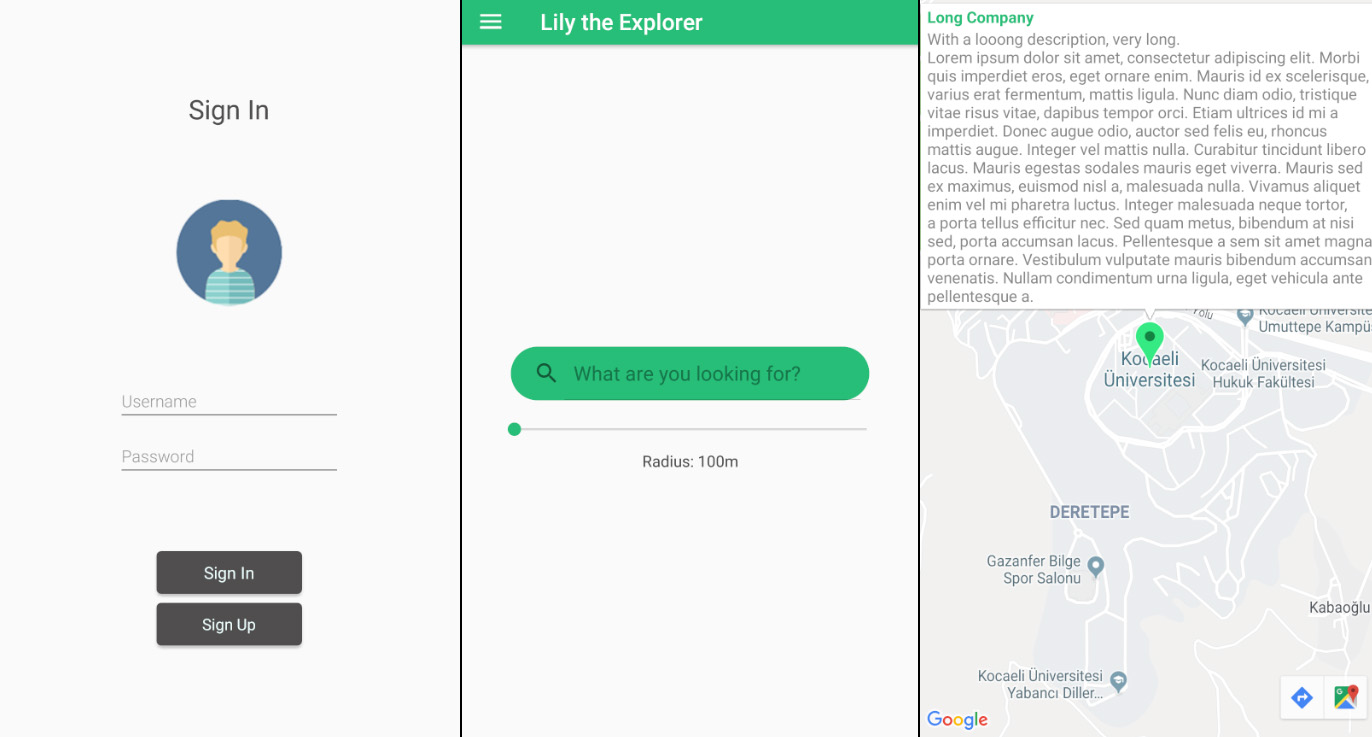 Sign In
Username
Password
Sign In
Sign Up
Lily the Explorer
What are you looking for?
Radius: 100m
Long Company
With a looong description, very long.
Lorem ipsum dolor sit amet, consectetur adipiscing elit. Morbi
quis imperdiet eros, eget ornare enim. Mauris id ex scelerisque,
varius erat fermentum, mattis ligula. Nunc diam odio, tristique
vitae risus vitae, dapibus tempor orci. Etiam ultrices id mi a
imperdiet. Donec augue odio, auctor sed felis eu, rhoncus
mattis augue. Integer vel mattis nulla. Curabitur tincidunt libero
lacus. Mauris egestas sodales mauris eget viverra. Mauris sed
ex maximus, euismod nisl a, malesuada nulla. Vivamus aliquet
enim vel mi pharetra luctus. Integer malesuada neque tortor,
a porta tellus efficitur nec. Sed quam metus, bibendum at nisi
sed, porta accumsan lacus. Pellentesque a sem sit amet magna
porta ornare. Vestibulum vulputate mauris bibendum accumsan
venenatis. Nullam condimentum urna ligula, eget vehicula ante
pellentesque a.
Yolu
Kocaeli Üniversite
Umuttepe Kampü
Kocaeli
Üniversitesi
Kocaeli Üniversitesi
Hukuk Fakültesi
DERETEPE
Gazanfer Bilge
Spor Salonu
Kabaoğlu
Kocaeli Üniversitesi
Yabancı Diller...
Google